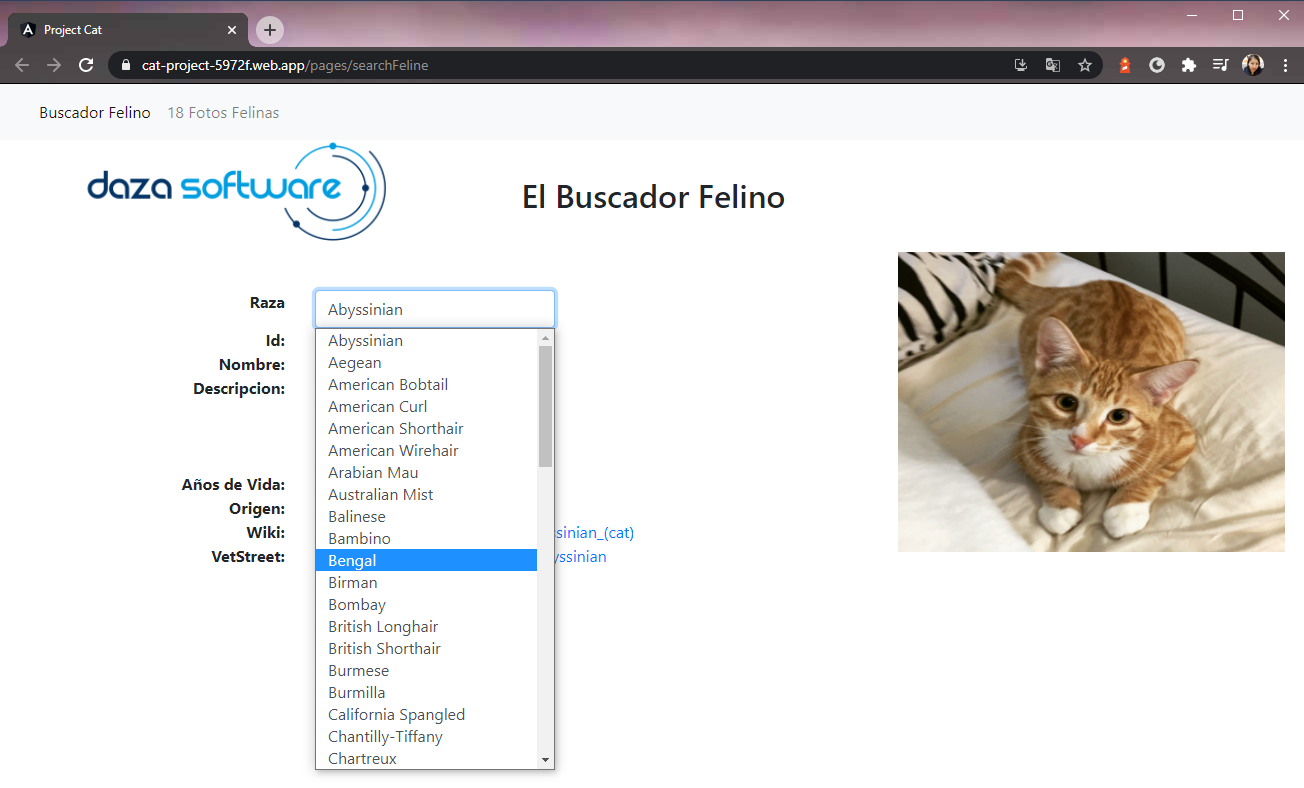 Project Cat
cat-project-5972f.web.app/pages/searchFeline
Buscador Felino 18 Fotos Felinas
daza software
El Buscador Felino
Raza
Abyssinian
Id:
Nombre:
Descripcion:
Años de Vida:
Origen:
Wiki:
sinian_(cat)
VetStreet:
yssinian
Abyssinian
Aegean
American Bobtail
American Curl
American Shorthair
American Wirehair
Arabian Mau
Australian Mist
Balinese
Bambino
Bengal
Birman
Bombay
British Longhair
British Shorthair
Burmese
Burmilla
California Spangled
Chantilly-Tiffany
Chartreux